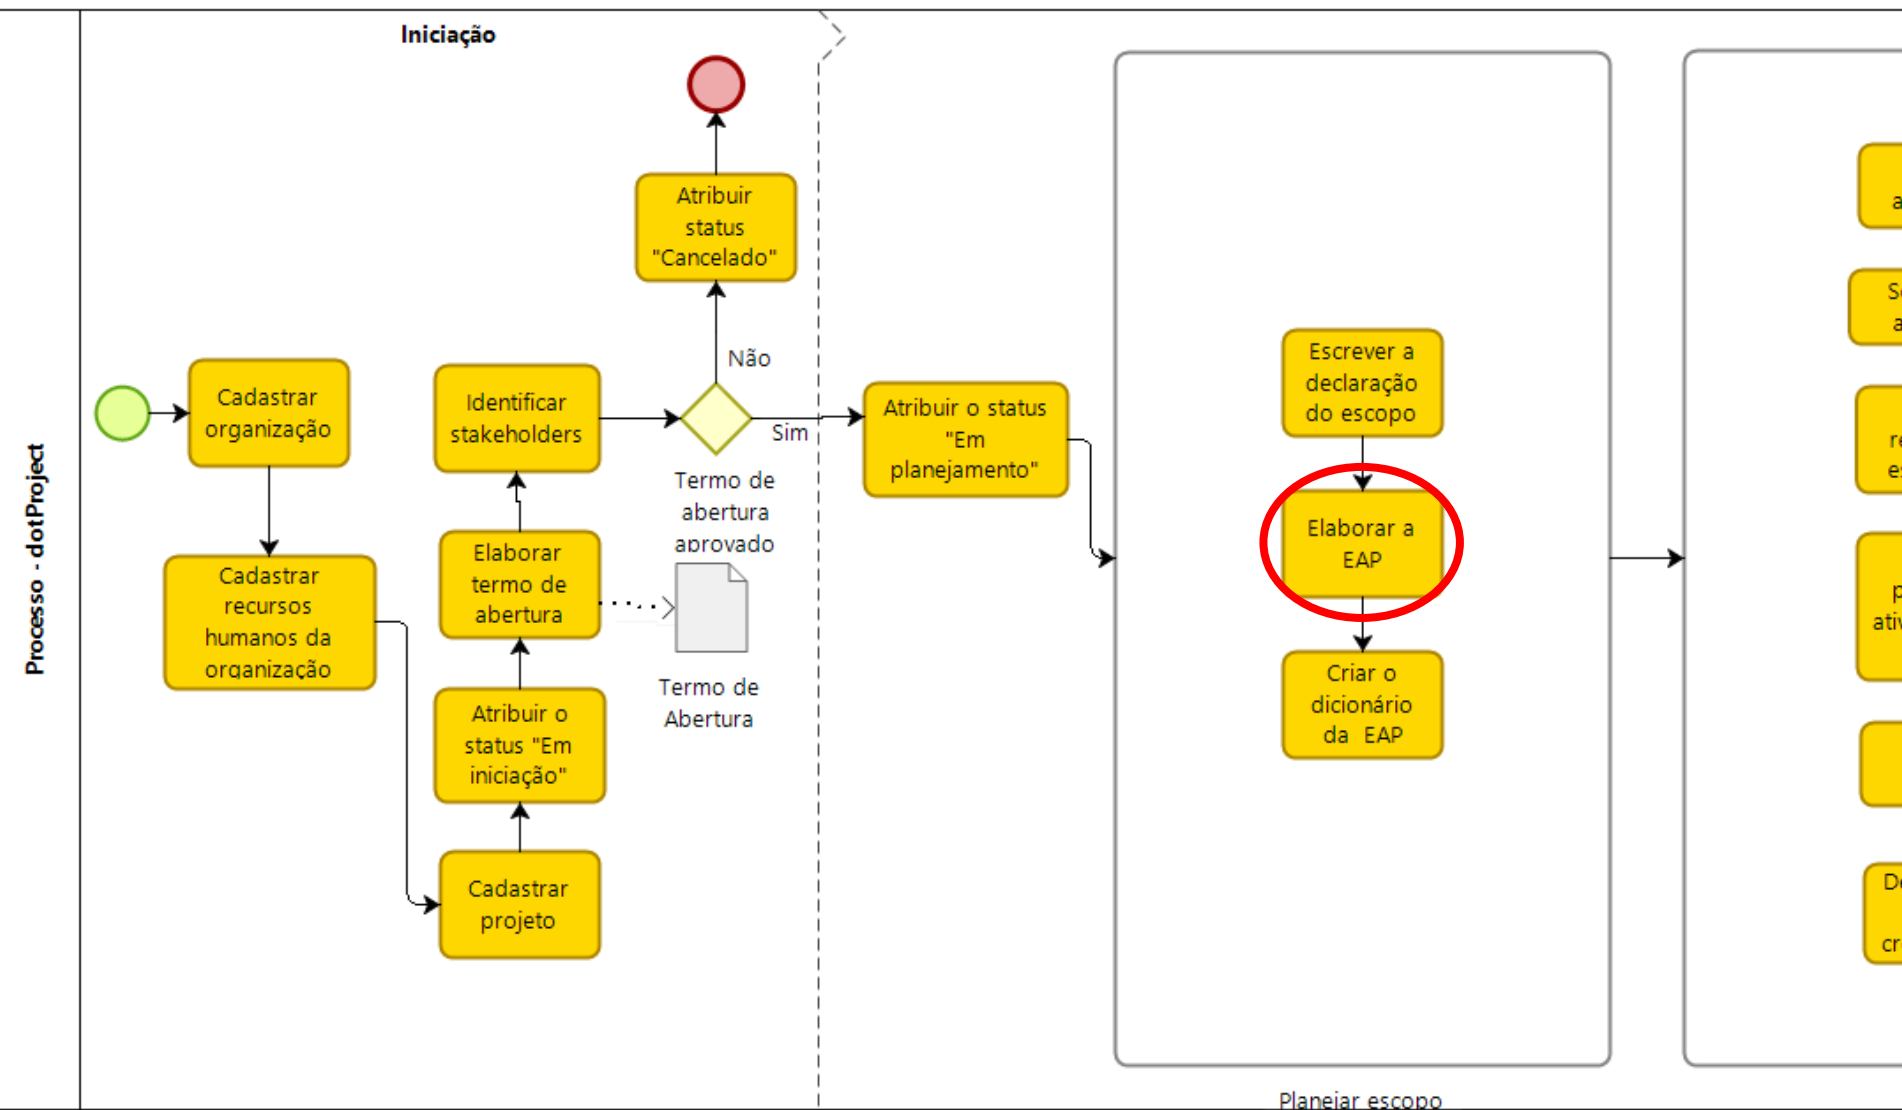 Processo - dotProject
Iniciação
Cadastrar
organização
Cadastrar
recursos
humanos da
organização
Cadastrar
projeto
Atribuir o
status "Em
iniciação"
Elaborar
termo de
abertura
Termo de
Abertura
Identificar
stakeholders
Termo de
abertura
aprovado
Não
Sim
Atribuir
status
"Cancelado"
Atribuir o status
"Em
planejamento"
Escrever a
declaração
do escopo
Elaborar a
EAP
Criar o
dicionário
da EAP
Planejar escopo